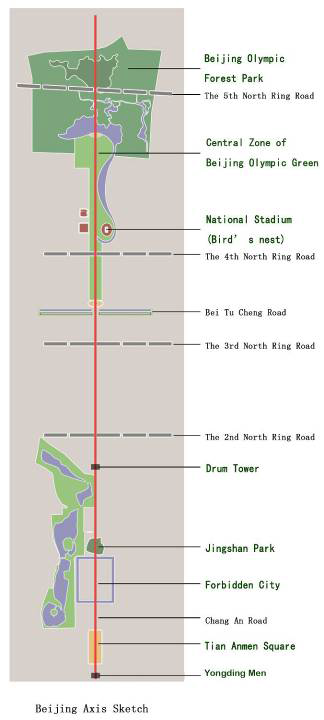 Beijing Olympic
Forest Park
The 5th North Ring Road
Central Zone of
Beijing Olympic Green
National Stadium
(Bird's nest)
The 4th North Ring Road
Bei Tu Cheng Road
The 3rd North Ring Road
The 2nd North Ring Road
Drum Tower
Jingshan Park
Forbidden City
Chang An Road
Tian Anmen Square
Yongding Men
Beijing Axis Sketch